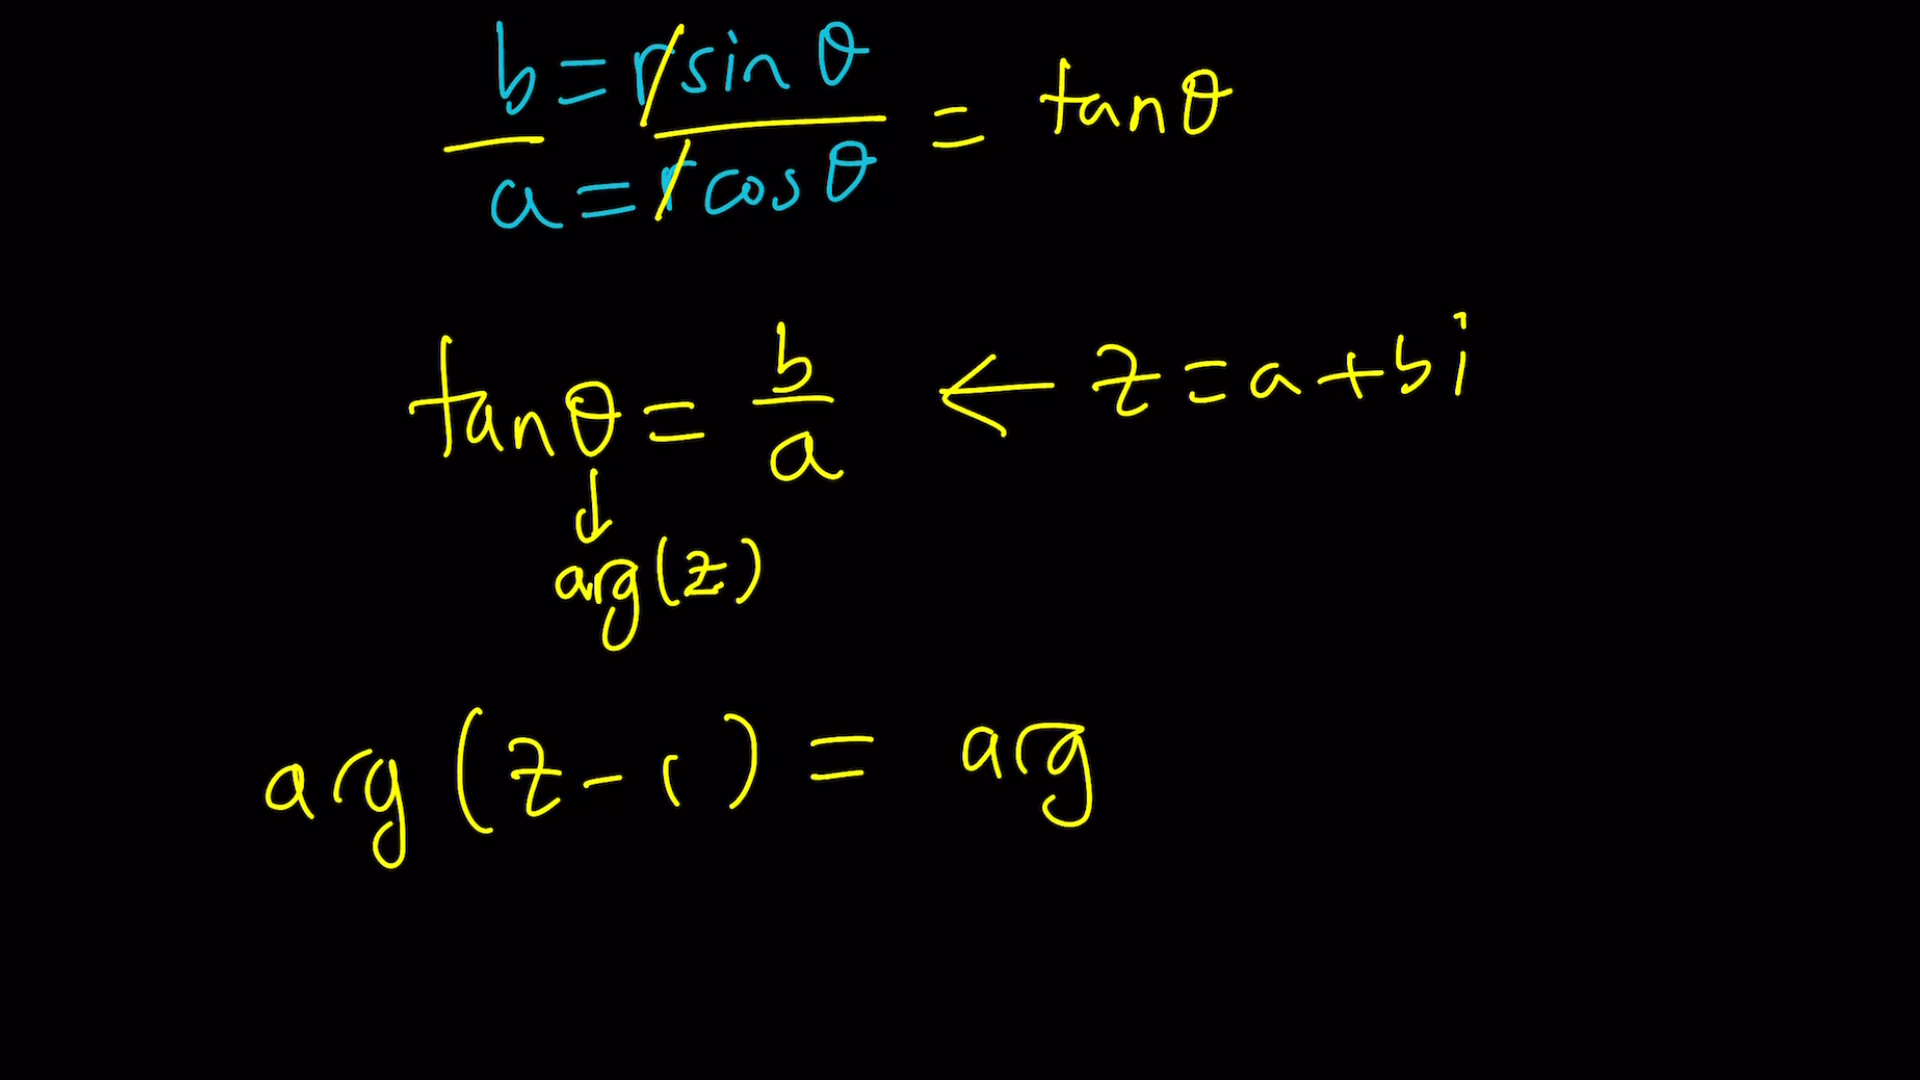 b = r sin θ
— — = tan θ
a = r cos θ
tan θ = b/a ← z = a + bi
↓
arg(z)
arg(z - 1) = arg